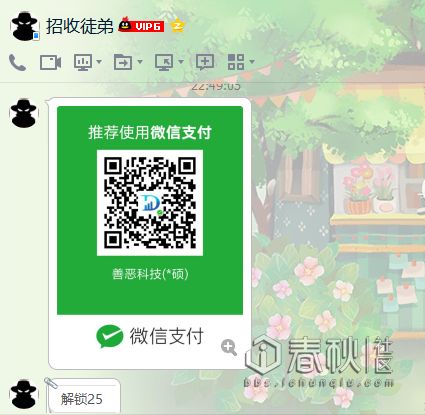 招收徒弟 VIP6
22:49:05
推荐使用微信支付
善恶科技(*硕)
微信支付
春秋社
bbs.ichunqiu.com
解锁25